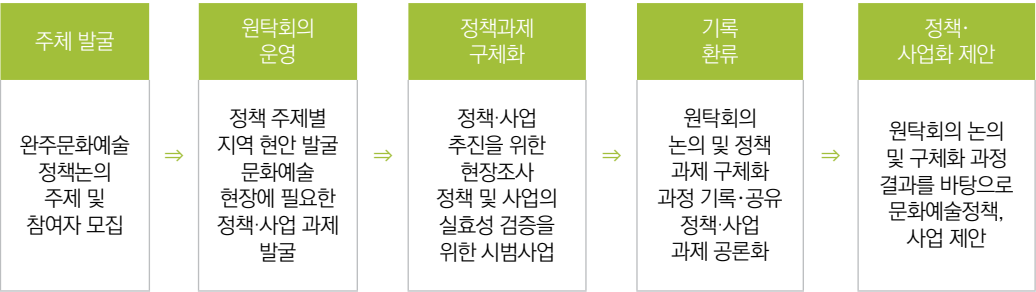 주체 발굴
완주문화예술
정책논의
주제 및
참여자 모집
⇒
원탁회의
운영
정책 주제별
지역 현안 발굴
문화예술
현장에 필요한
정책·사업 과제
발굴
⇒
정책과제
구체화
정책·사업
추진을 위한
현장조사
정책 및 사업의
실효성 검증을
위한 시범사업
⇒
기록
환류
원탁회의
논의 및 정책
과제 구체화
과정 기록·공유
정책·사업
과제 공론화
⇒
정책·
사업화 제안
원탁회의 논의
및 구체화 과정
결과를 바탕으로
문화예술정책,
사업 제안